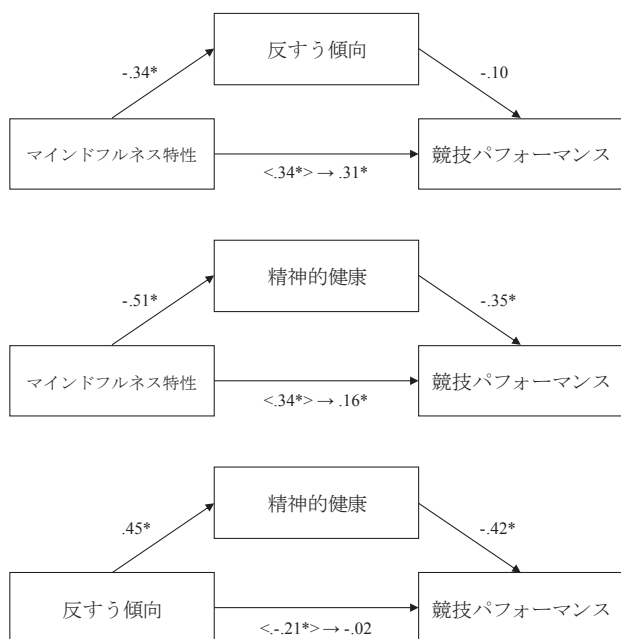 反すう傾向
-.34*
-.10
マインドフルネス特性
競技パフォーマンス
<.34*> → .31*
精神的健康
-.51*
-.35*
マインドフルネス特性
競技パフォーマンス
<.34*> → .16*
精神的健康
.45*
-.42*
反すう傾向
競技パフォーマンス
<-.21*> → -.02